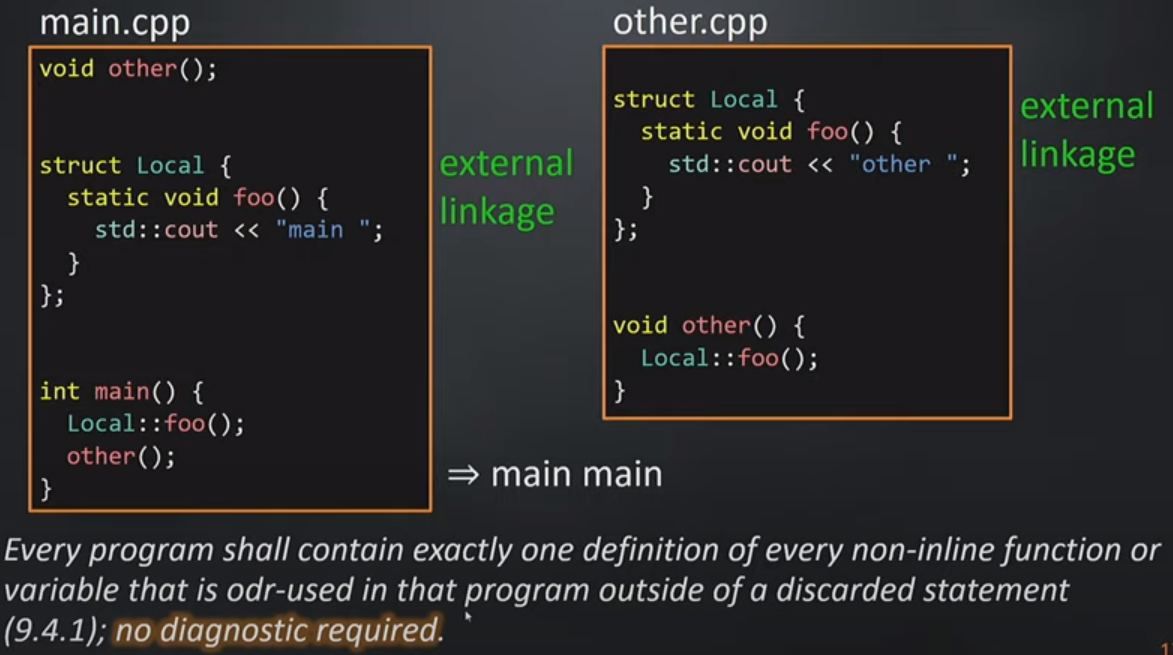 main.cpp
void other();
struct Local {
static void foo() {
std::cout << "main ";
}
};
int main() {
Local::foo();
other();
}
external
linkage
⇒ main main
other.cpp
struct Local {
static void foo() {
std::cout << "other ";
}
};
void other() {
Local::foo();
}
external
linkage
Every program shall contain exactly one definition of every non-inline function or
variable that is odr-used in that program outside of a discarded statement
(9.4.1); no diagnostic required.